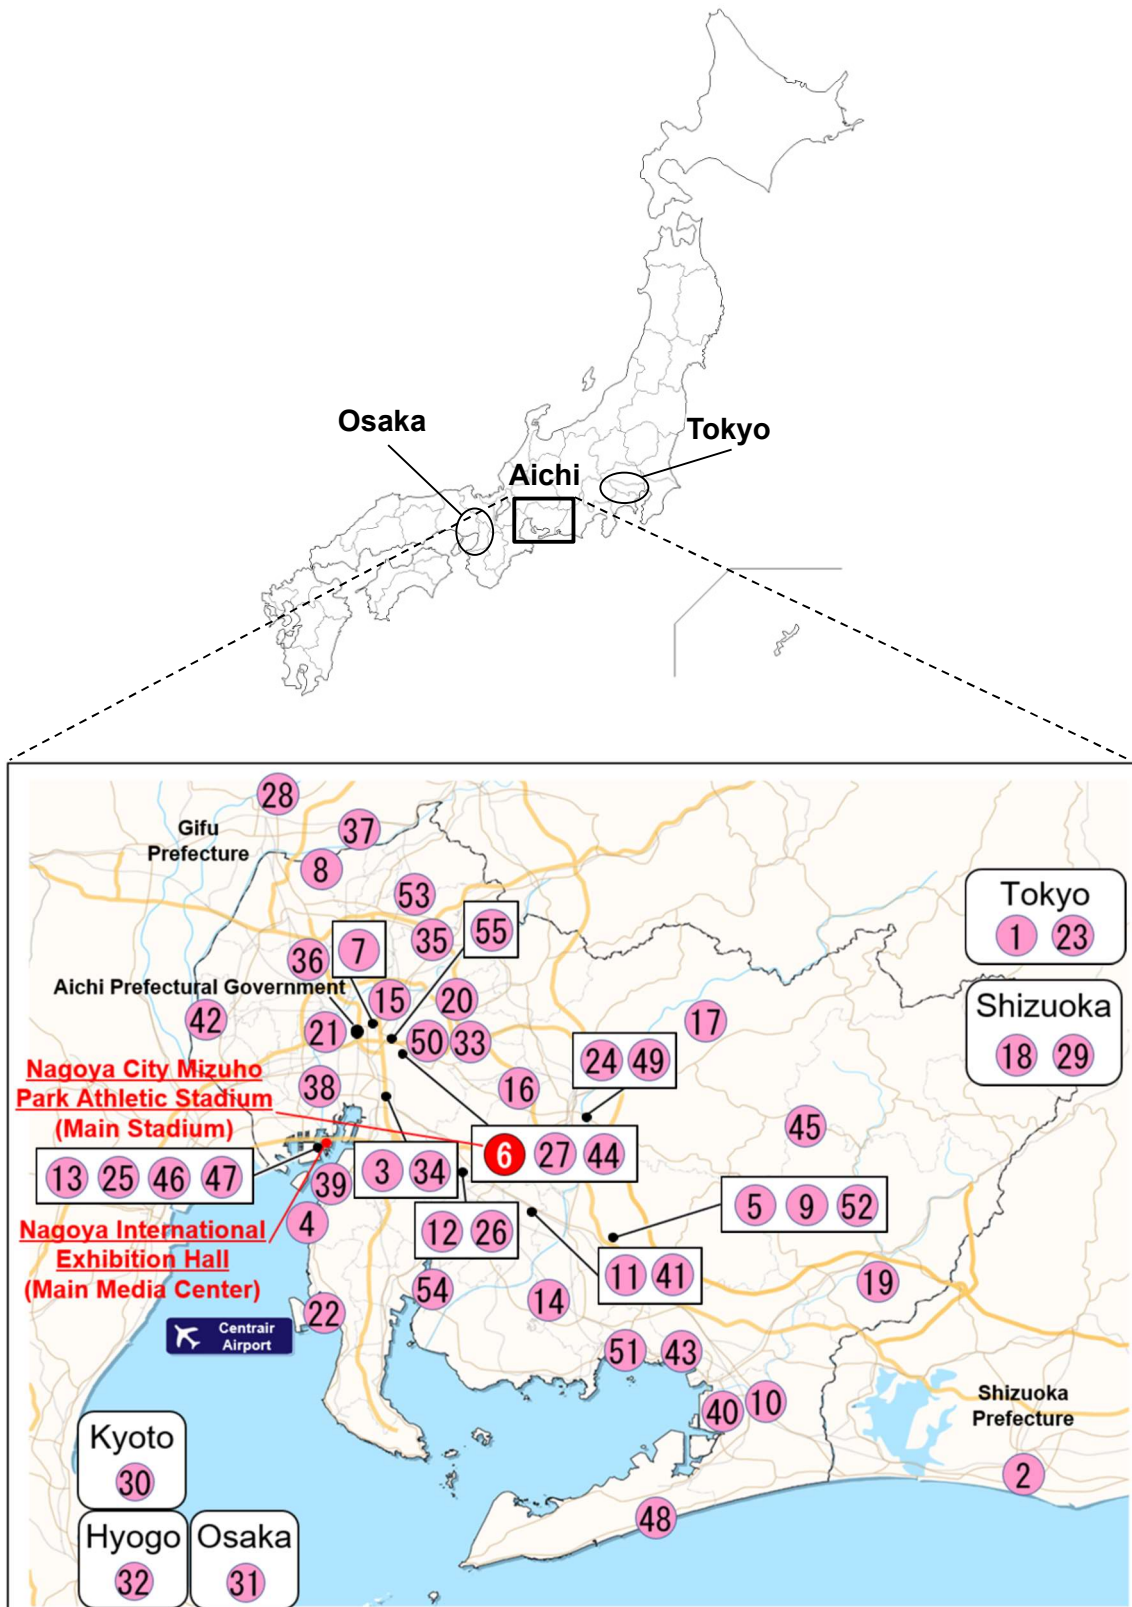 Osaka
Tokyo
Aichi
28
Gifu
Prefecture
37
8
53
Tokyo
1 23
7
55
35
36
Aichi Prefectural Government
15
20
Shizuoka
18 29
42
21
50 33
17
24 49
Nagoya City Mizuho
Park Athletic Stadium
(Main Stadium)
38
16
45
6 27 44
13 25 46 47
39
3 34
5 9 52
4
Nagoya International
Exhibition Hall
(Main Media Center)
12 26
11 41
19
54
14
22
Centrair
Airport
51 43
Shizuoka
Prefecture
40 10
Kyoto
30
2
48
Hyogo
32
Osaka
31